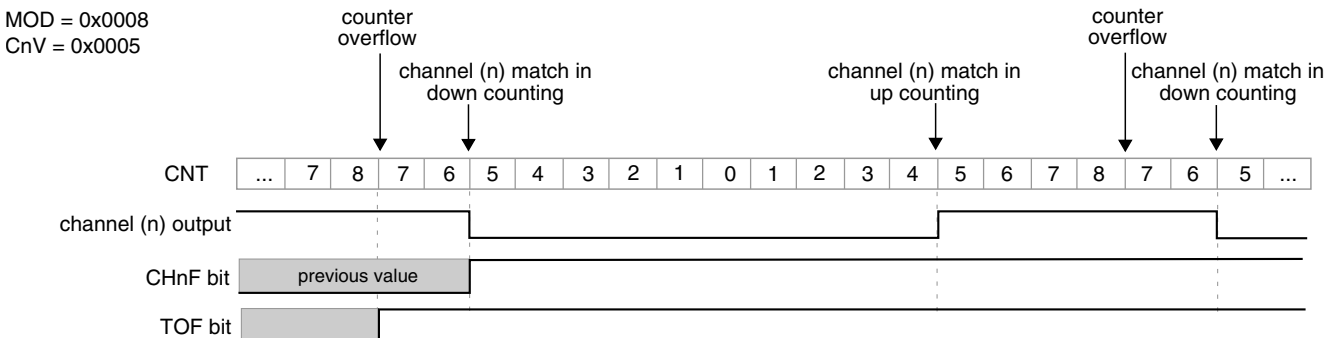 MOD = 0x0008
CnV = 0x0005
counter
overflow
channel (n) match in
down counting
channel (n) match in
up counting
counter
overflow
channel (n) match in
down counting
CNT ... 7 8 7 6 5 4 3 2 1 0 1 2 3 4 5 6 7 8 7 6 5 ...
channel (n) output
CHnF bit previous value
TOF bit